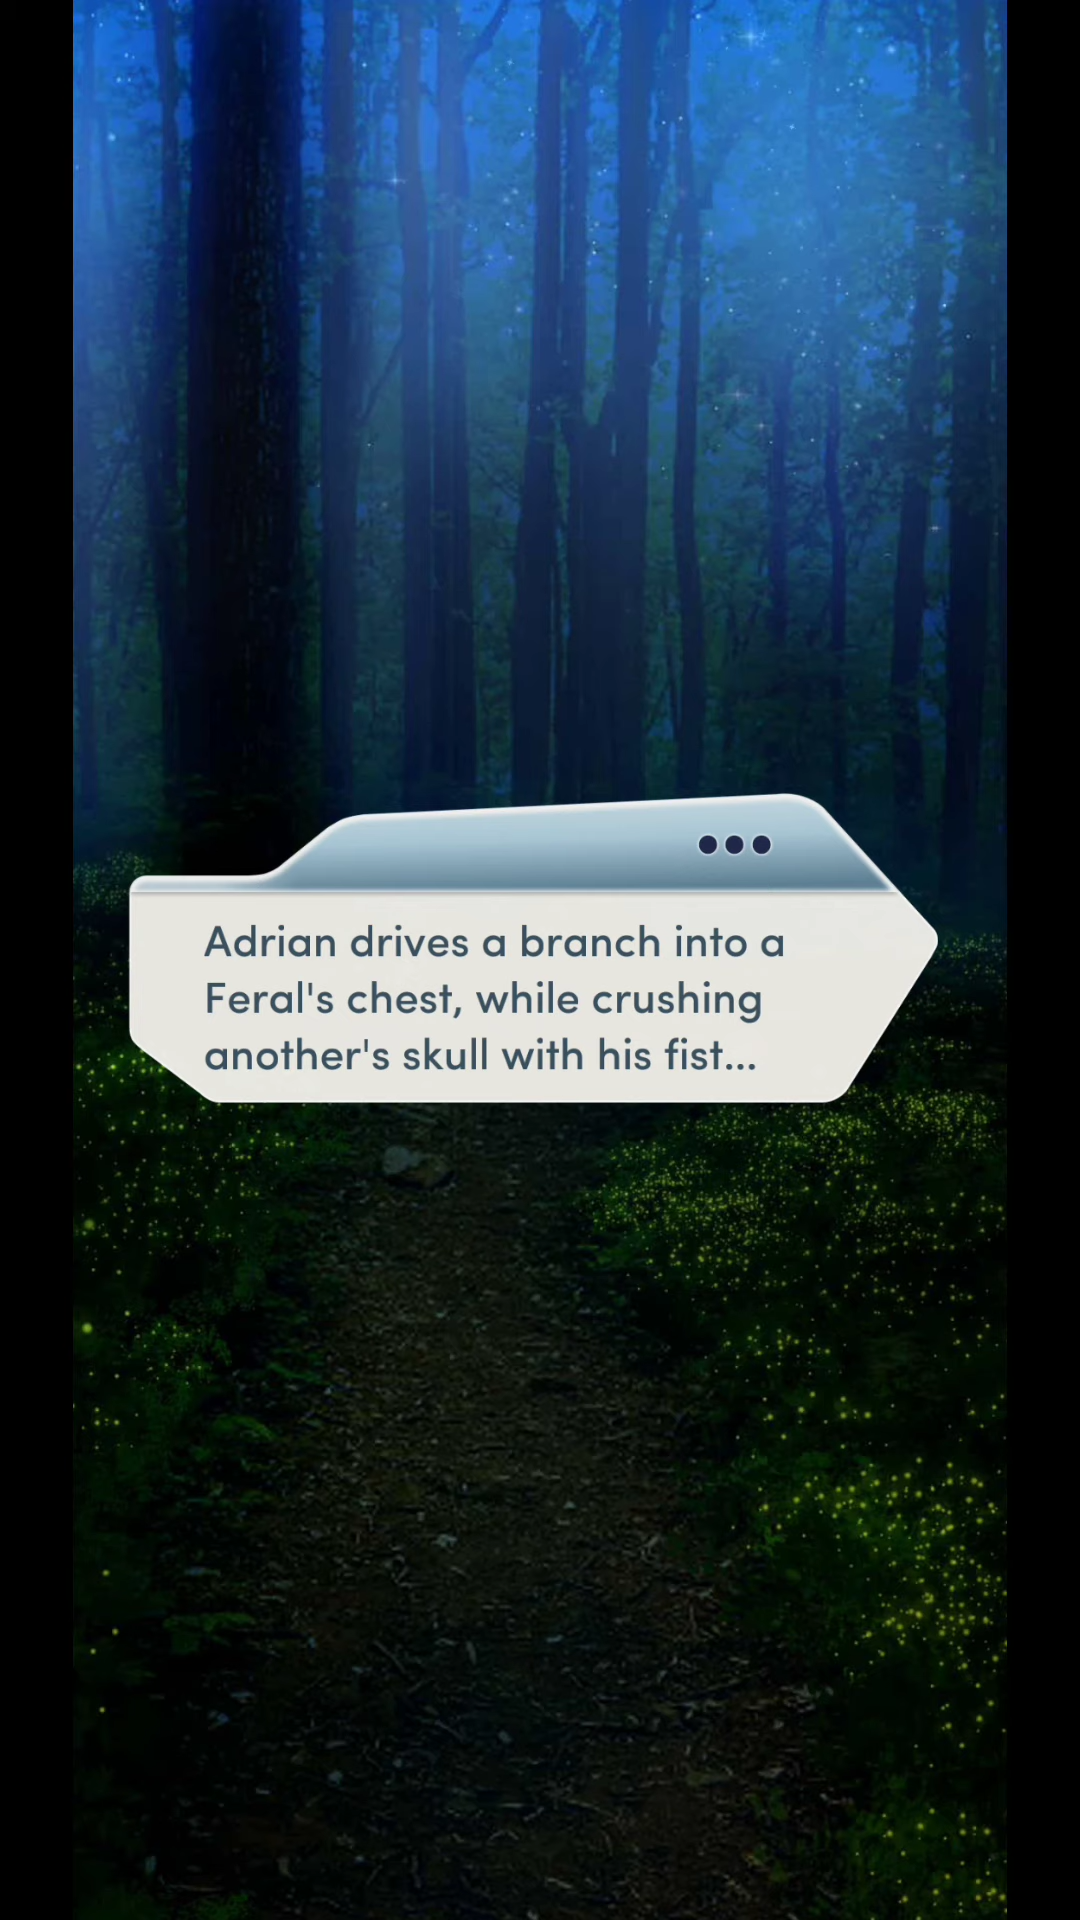 Adrian drives a branch into a
Feral's chest, while crushing
another's skull with his fist...